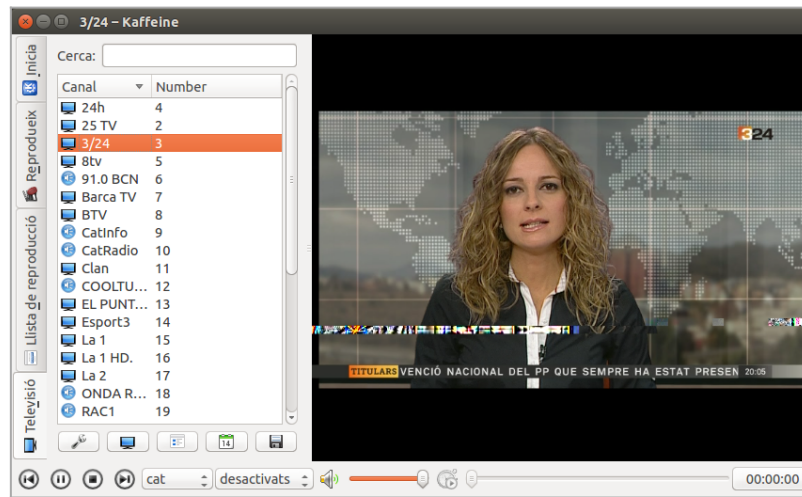 3/24 – Kaffeine
Inicia
Reprodueix
Llista de reproducció
Televisió
Cerca:
Canal Number
24h 4
25 TV 2
3/24 3
8tv 5
91.0 BCN 6
Barca TV 7
BTV 8
CatInfo 9
CatRadio 10
Clan 11
COOLTU... 12
EL PUNT... 13
Esport3 14
La 1 15
La 1 HD. 16
La 2 17
ONDA R... 18
RAC1 19
14
324
TITULARS VENCIÓ NACIONAL DEL PP QUE SEMPRE HA ESTAT PRESEN 20:05
cat desactivats 00:00:00